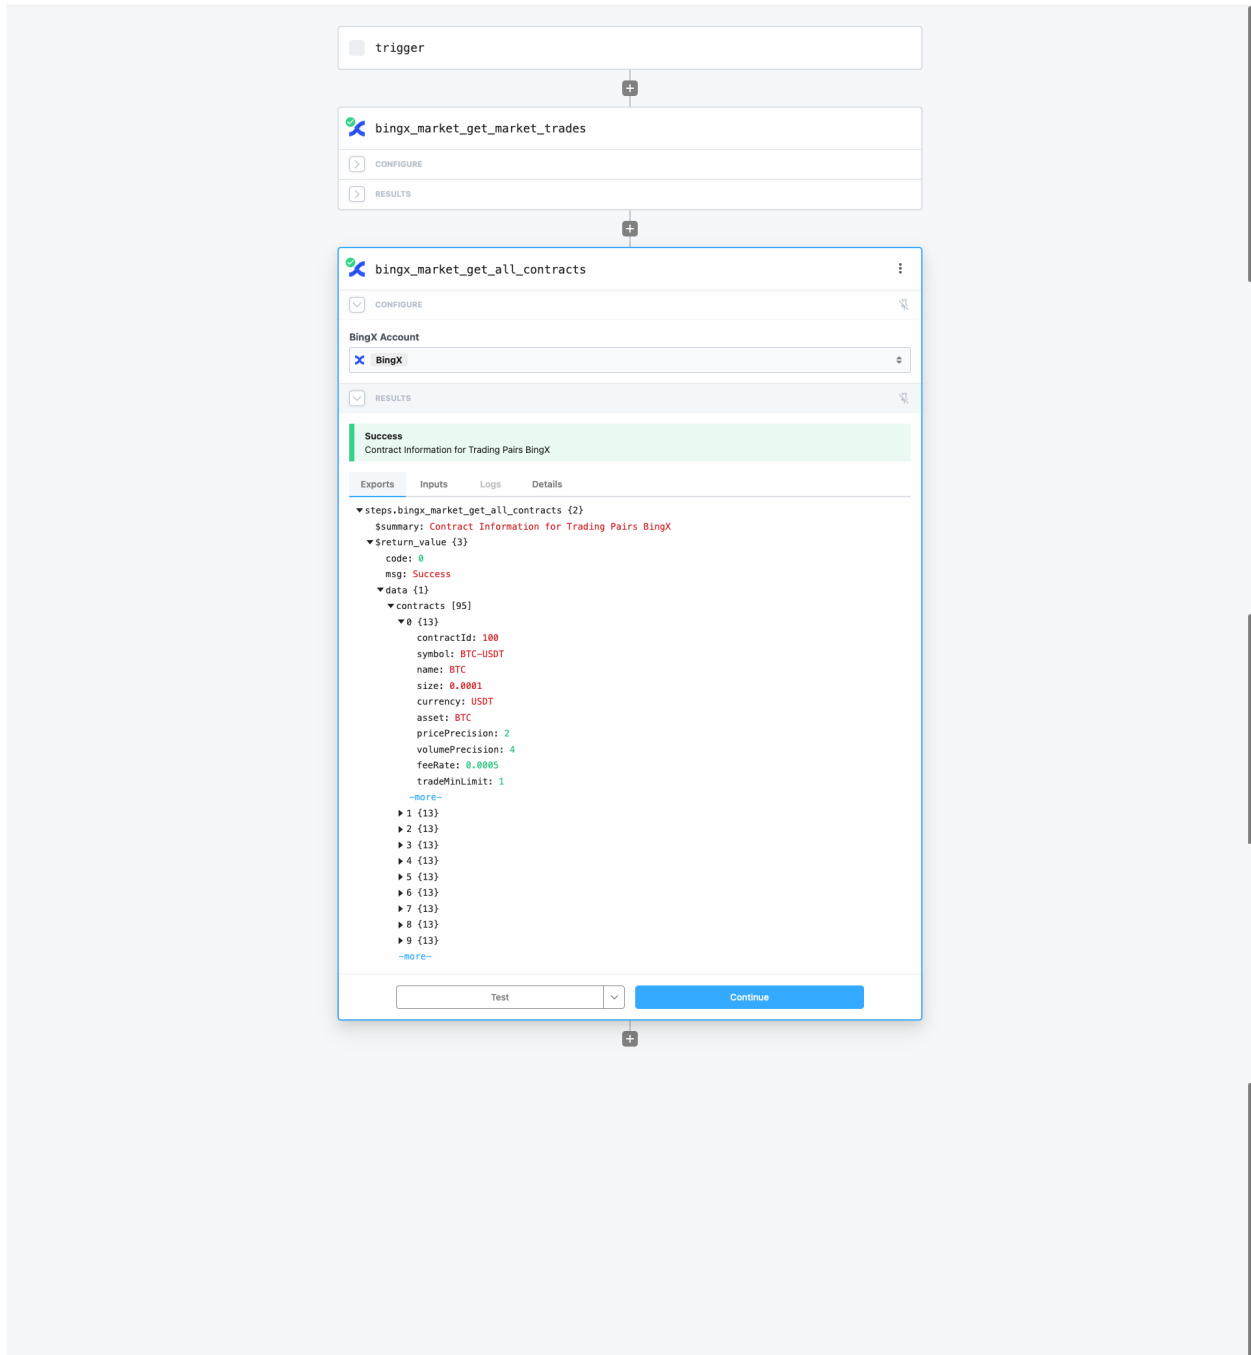 trigger
bingx_market_get_market_trades
CONFIGURE
RESULTS
bingx_market_get_all_contracts
CONFIGURE
BingX Account
BingX
RESULTS
Success
Contract Information for Trading Pairs BingX
Exports Inputs Logs Details
steps.bingx_market_get_all_contracts {2}
$summary: Contract Information for Trading Pairs BingX
$return_value {3}
code: 0
msg: Success
data {1}
contracts [95]
0 {13}
contractId: 100
symbol: BTC-USDT
name: BTC
size: 0.0001
currency: USDT
asset: BTC
pricePrecision: 2
volumePrecision: 4
feeRate: 0.0005
tradeMinLimit: 1
-more-
1 {13}
2 {13}
3 {13}
4 {13}
5 {13}
6 {13}
7 {13}
8 {13}
9 {13}
-more-
Test Continue